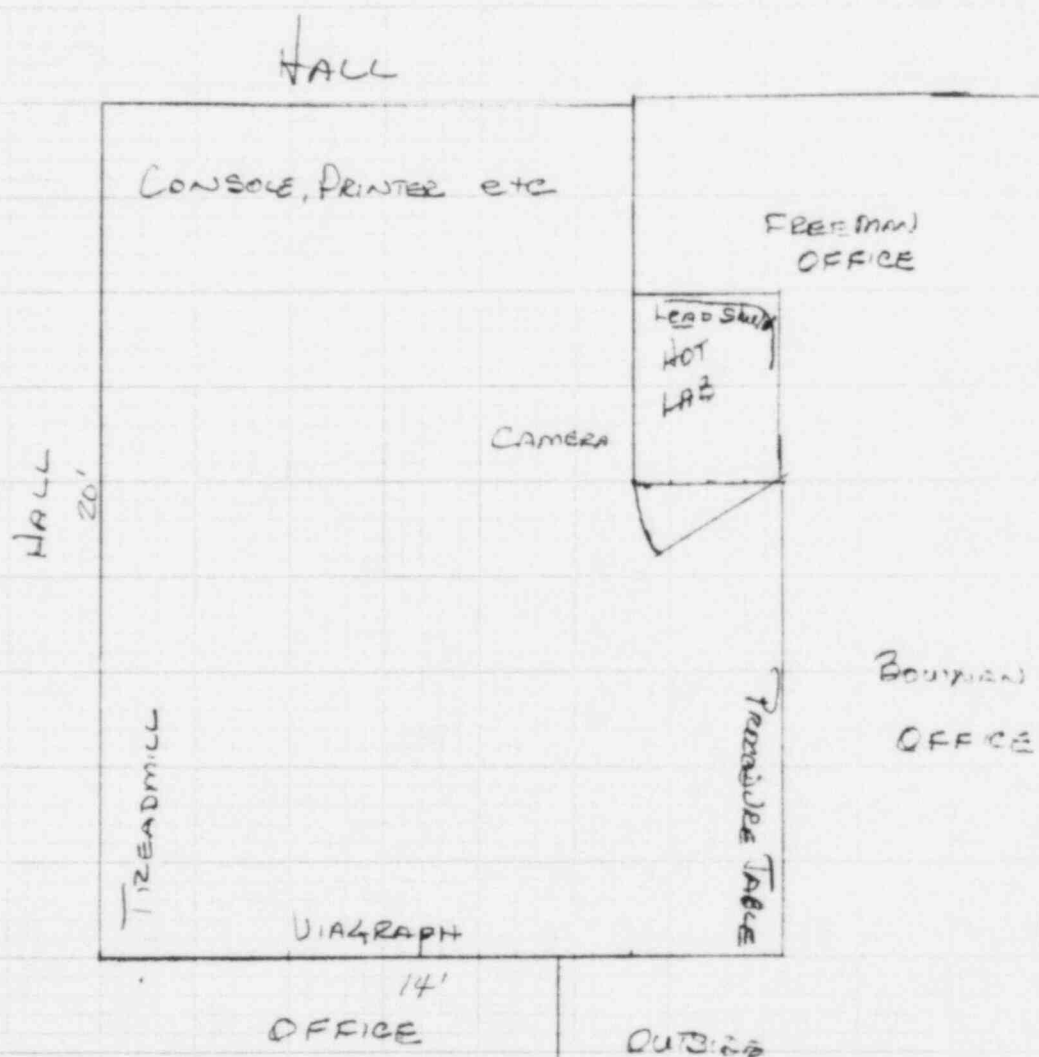 HALL
CONSOLE, PRINTER etc
FREEMAN
OFFICE
LEAD
HOT
LAB
CAMERA
HALL
20'
BOWMAN
OFFICE
TREADMILL
PROCEDURE TABLE
VIAGRAPH
14'
OFFICE
OUTSIDE